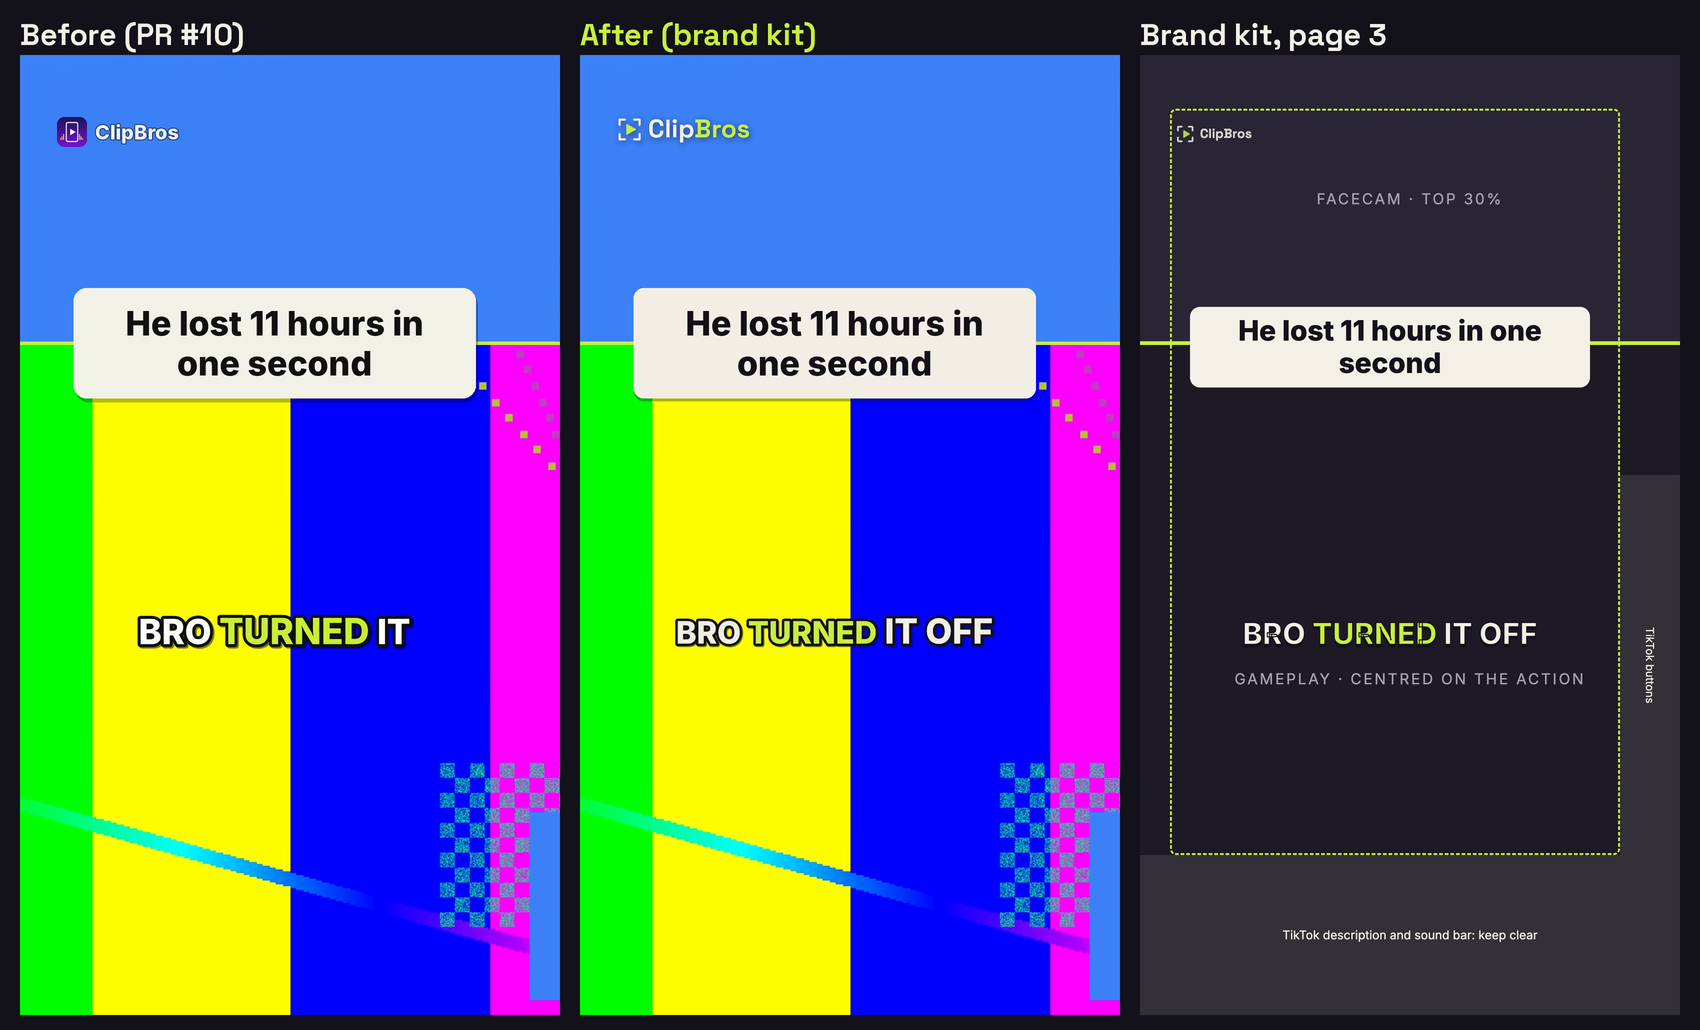 Before (PR #10)
ClipBros
He lost 11 hours in
one second
BRO TURNED IT
After (brand kit)
ClipBros
He lost 11 hours in
one second
BRO TURNED IT OFF
Brand kit, page 3
ClipBros
FACECAM · TOP 30%
He lost 11 hours in one
second
BRO TURNED IT OFF
GAMEPLAY · CENTRED ON THE ACTION
TikTok buttons
TikTok description and sound bar: keep clear